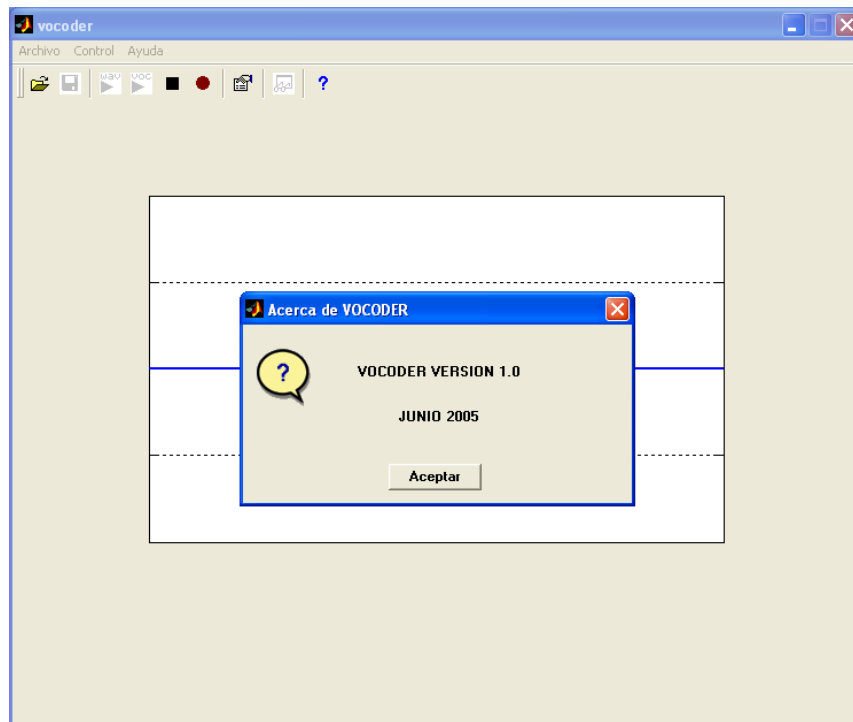 vocoder
Archivo Control Ayuda
wav voc ?
Acerca de VOCODER
?
VOCODER VERSION 1.0
JUNIO 2005
Aceptar